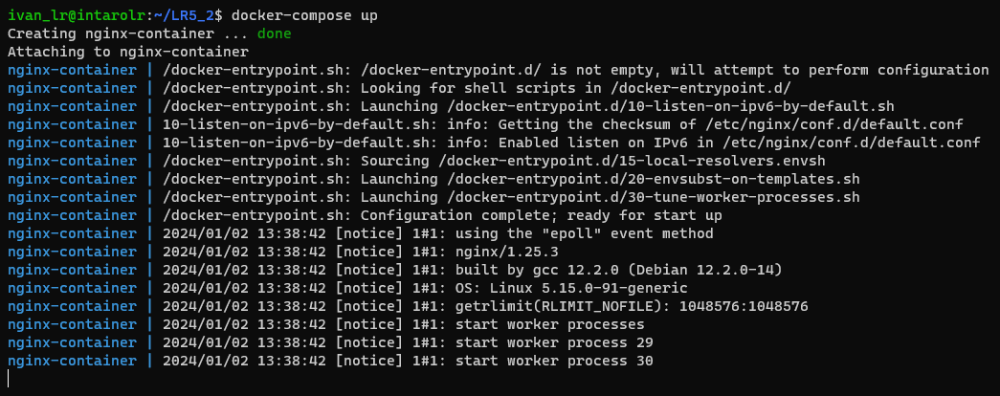 ivan_lr@intarolr:~/LR5_2$ docker-compose up
Creating nginx-container ... done
Attaching to nginx-container
nginx-container | /docker-entrypoint.sh: /docker-entrypoint.d/ is not empty, will attempt to perform configuration
nginx-container | /docker-entrypoint.sh: Looking for shell scripts in /docker-entrypoint.d/
nginx-container | /docker-entrypoint.sh: Launching /docker-entrypoint.d/10-listen-on-ipv6-by-default.sh
nginx-container | 10-listen-on-ipv6-by-default.sh: info: Getting the checksum of /etc/nginx/conf.d/default.conf
nginx-container | 10-listen-on-ipv6-by-default.sh: info: Enabled listen on IPv6 in /etc/nginx/conf.d/default.conf
nginx-container | /docker-entrypoint.sh: Sourcing /docker-entrypoint.d/15-local-resolvers.envsh
nginx-container | /docker-entrypoint.sh: Launching /docker-entrypoint.d/20-envsubst-on-templates.sh
nginx-container | /docker-entrypoint.sh: Launching /docker-entrypoint.d/30-tune-worker-processes.sh
nginx-container | /docker-entrypoint.sh: Configuration complete; ready for start up
nginx-container | 2024/01/02 13:38:42 [notice] 1#1: using the "epoll" event method
nginx-container | 2024/01/02 13:38:42 [notice] 1#1: nginx/1.25.3
nginx-container | 2024/01/02 13:38:42 [notice] 1#1: built by gcc 12.2.0 (Debian 12.2.0-14)
nginx-container | 2024/01/02 13:38:42 [notice] 1#1: OS: Linux 5.15.0-91-generic
nginx-container | 2024/01/02 13:38:42 [notice] 1#1: getrlimit(RLIMIT_NOFILE): 1048576:1048576
nginx-container | 2024/01/02 13:38:42 [notice] 1#1: start worker processes
nginx-container | 2024/01/02 13:38:42 [notice] 1#1: start worker process 29
nginx-container | 2024/01/02 13:38:42 [notice] 1#1: start worker process 30